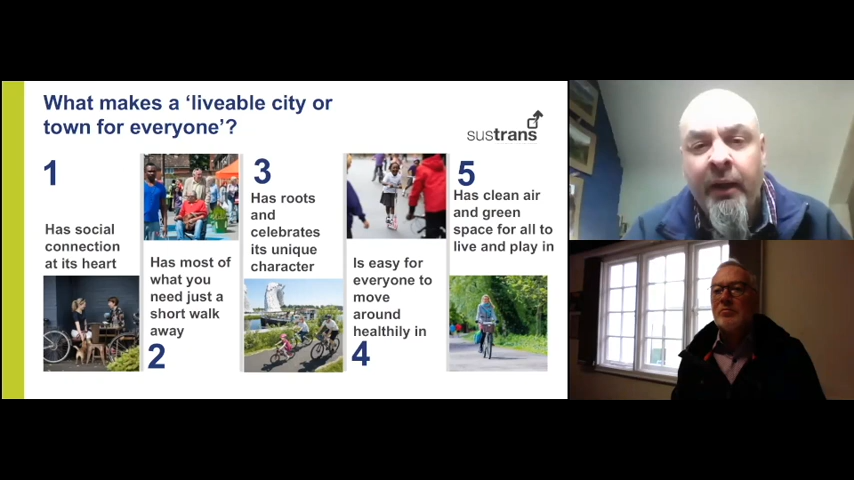 What makes a ‘liveable city or
town for everyone’?
sustrans
1
Has social
connection
at its heart
Has most of
what you
need just a
short walk
away
2
3
Has roots
and
celebrates
its unique
character
Is easy for
everyone to
move
around
healthily in
4
5
Has clean air
and green
space for all to
live and play in